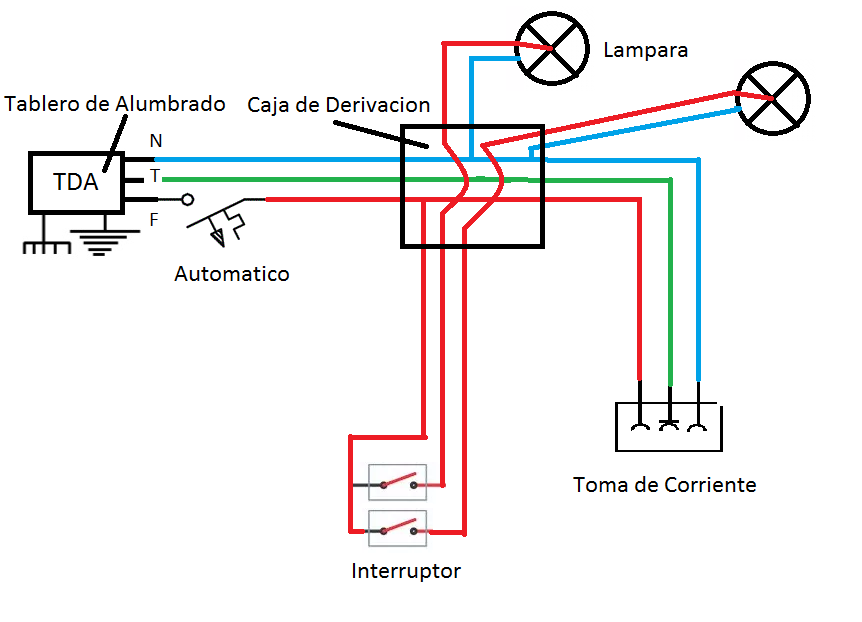 Lampara
Tablero de Alumbrado
Caja de Derivacion
N
TDA
T
F
Automatico
Toma de Corriente
Interruptor